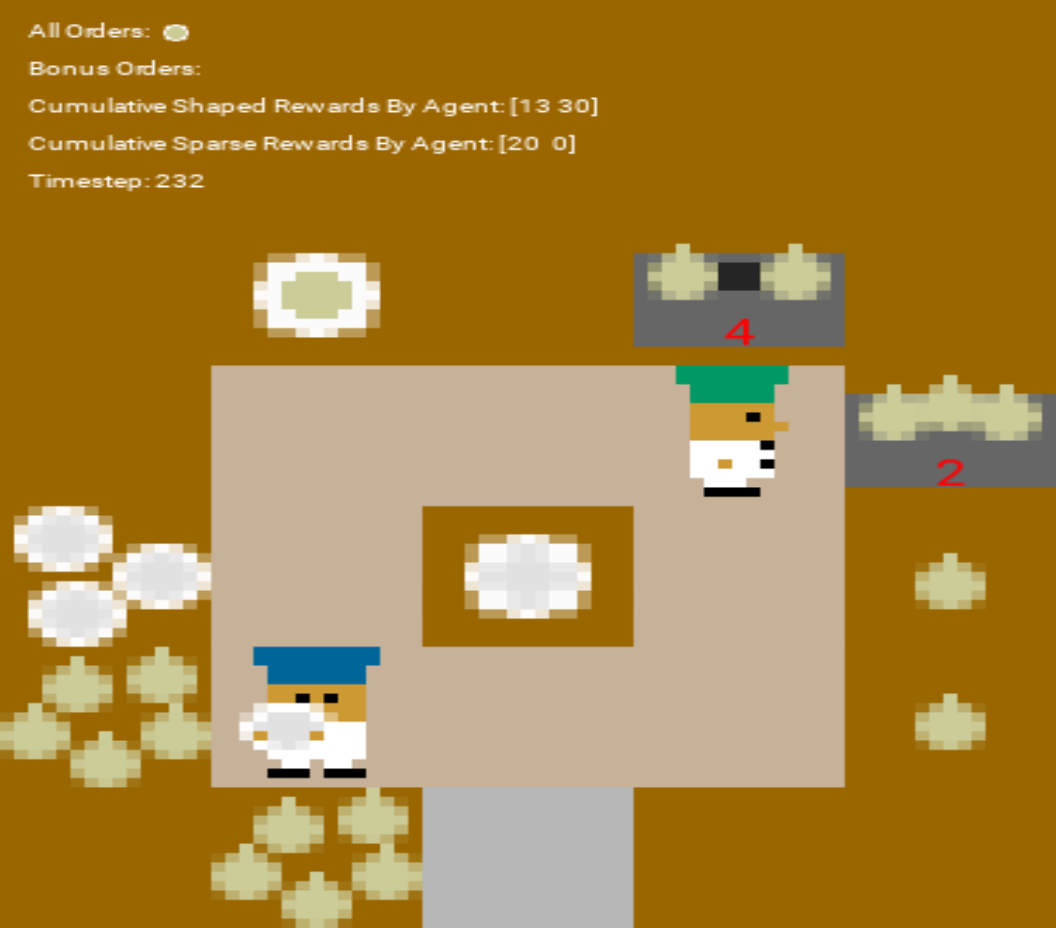 All Orders:
Bonus Orders:
Cumulative Shaped Rewards By Agent: [13 30]
Cumulative Sparse Rewards By Agent: [20  0]
Timestep: 232
4
2